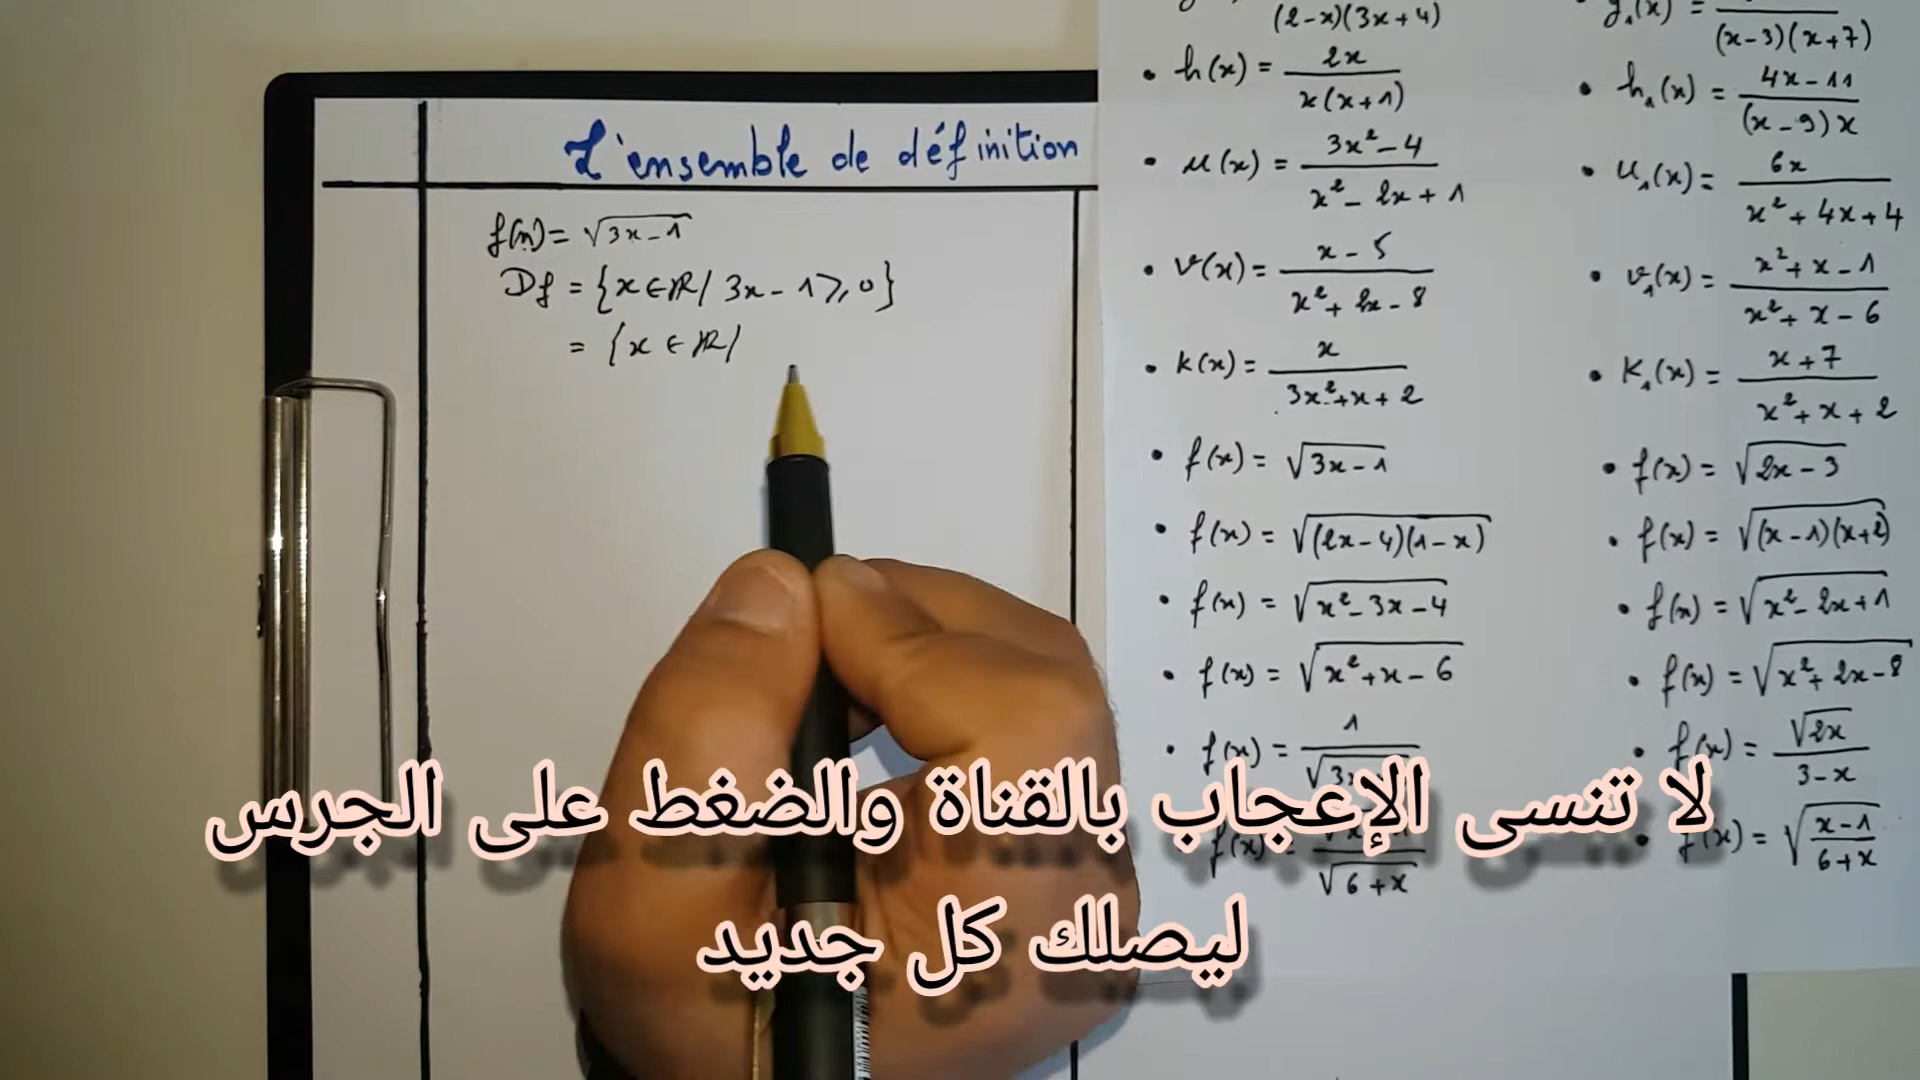 L'ensemble de définition
f(x) = √(3x-1)
Df = {x ∈ IR / 3x - 1 ⩾ 0}
= {x ∈ IR /
(2-x)(3x+4)
• h(x) = 2x / x(x+1)
• u(x) = 3x²-4 / x²-2x+1
• v(x) = x-5 / x²+2x-8
• k(x) = x / 3x²+x+2
• f(x) = √(3x-1)
• f(x) = √((2x-4)(1-x))
• f(x) = √(x²-3x-4)
• f(x) = √(x²+x-6)
• f(x) = 1 / √3x
f(x) = √(6+x)
g₁(x) = (x-3)(x+7)
• h₁(x) = 4x-11 / (x-9)x
• u₁(x) = 6x / x²+4x+4
• v₁(x) = x²+x-1 / x²+x-6
• K₁(x) = x+7 / x²+x+2
• f(x) = √(2x-3)
• f(x) = √((x-1)(x+2))
• f(x) = √(x²-2x+1)
• f(x) = √(x²+2x-8)
• f(x) = √2x / 3-x
• f(x) = √(x-1 / 6+x)
لا تنسى الإعجاب بالقناة والضغط على الجرس
ليصلك كل جديد